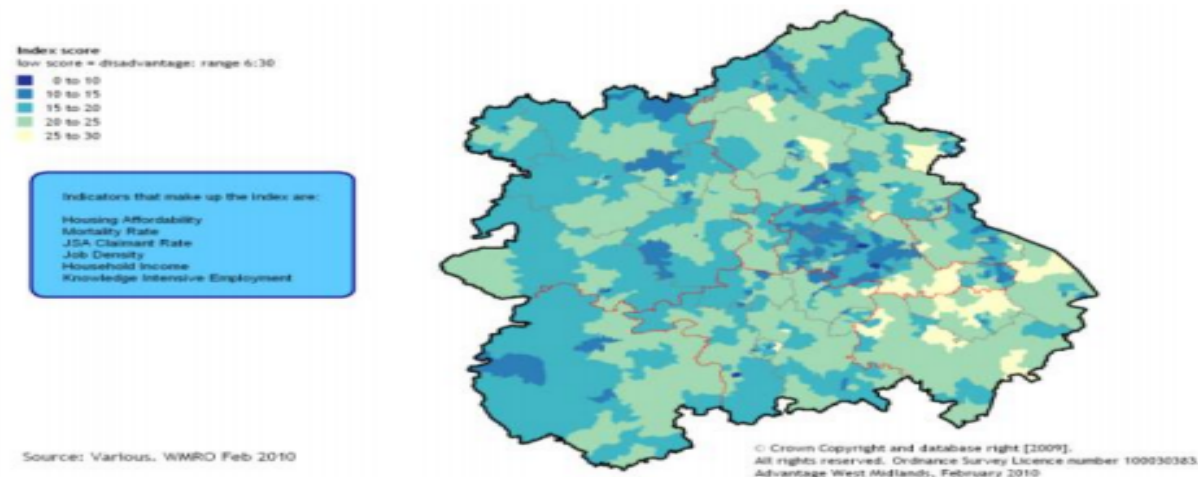 Index score
low score = disadvantage: range 6:30
0 to 10
10 to 15
15 to 20
20 to 25
25 to 30
Indicators that make up the Index are:
Housing Affordability
Mortality Rate
JSA Claimant Rate
Job Density
Household Income
Knowledge Intensive Employment
Source: Various. WMRO Feb 2010
© Crown Copyright and database right [2009].
All rights reserved. Ordnance Survey Licence number 100030383
Advantage West Midlands, February 2010